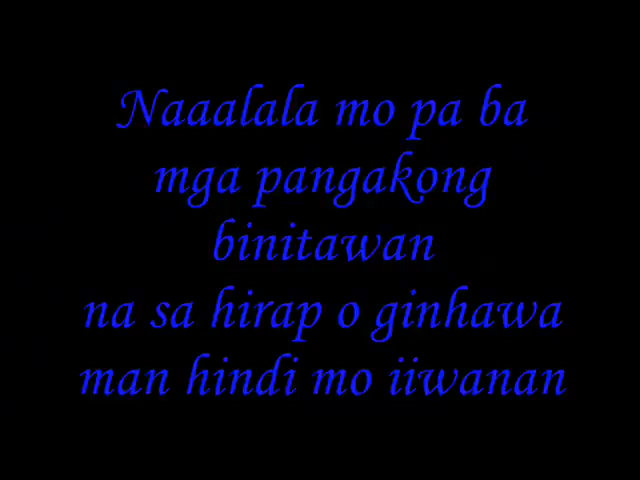 Naaalala mo pa ba
mga pangakong
binitawan
na sa hirap o ginhawa
man hindi mo iiwanan